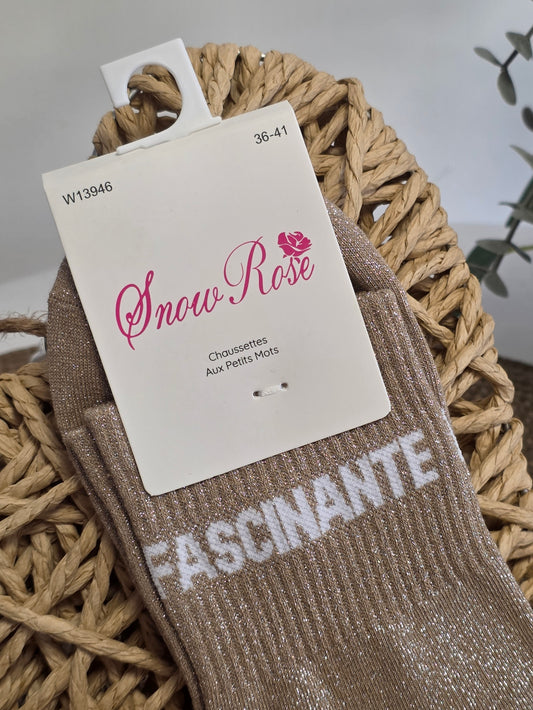 W13946
36-41
Snow Rose
Chaussettes
Aux Petits Mots
FASCINANTE